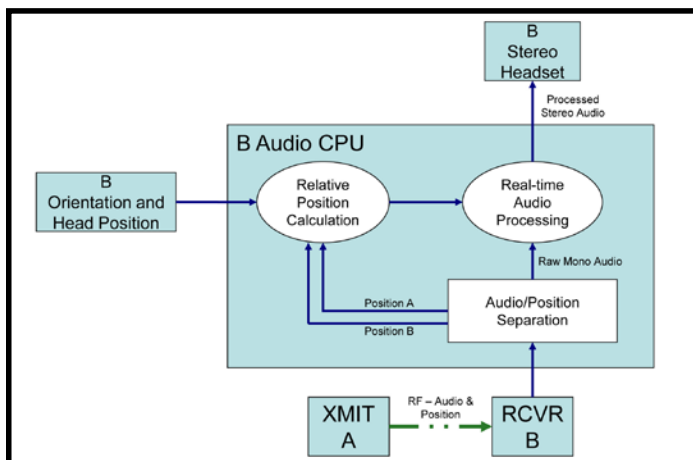 B
Stereo
Headset
Processed
Stereo Audio
B Audio CPU
B
Orientation and
Head Position
Relative
Position
Calculation
Real-time
Audio
Processing
Raw Mono Audio
Position A
Position B
Audio/Position
Separation
XMIT
A
RF – Audio &
Position
RCVR
B